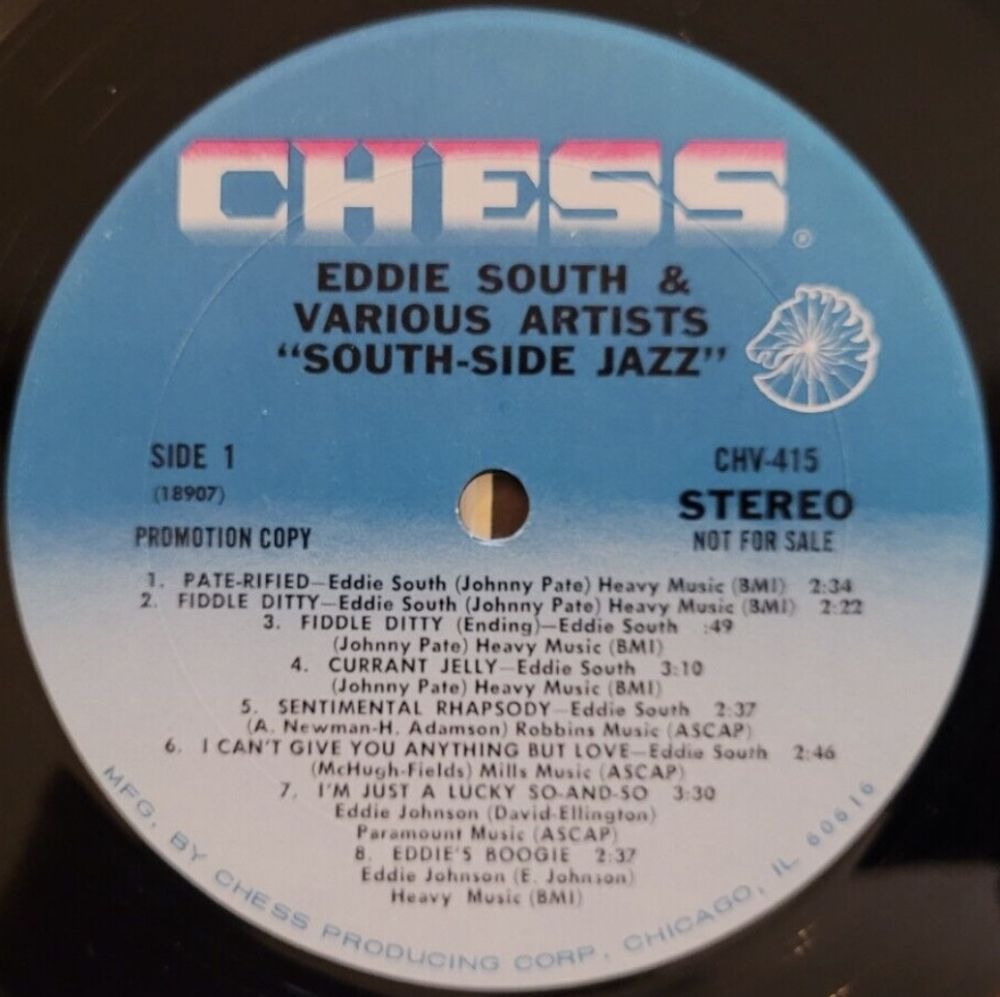 CHESS®
EDDIE SOUTH &
VARIOUS ARTISTS
“SOUTH-SIDE JAZZ”
SIDE 1
(18907)
PROMOTION COPY
CHV-415
STEREO
NOT FOR SALE
1. PATE-RIFIED—Eddie South (Johnny Pate) Heavy Music (BMI) 2:34
2. FIDDLE DITTY—Eddie South (Johnny Pate) Heavy Music (BMI) 2:22
3. FIDDLE DITTY (Ending)—Eddie South :49
(Johnny Pate) Heavy Music (BMI)
4. CURRANT JELLY—Eddie South 3:10
(Johnny Pate) Heavy Music (BMI)
5. SENTIMENTAL RHAPSODY—Eddie South 2:37
(A. Newman-H. Adamson) Robbins Music (ASCAP)
6. I CAN'T GIVE YOU ANYTHING BUT LOVE—Eddie South 2:46
(McHugh-Fields) Mills Music (ASCAP)
7. I'M JUST A LUCKY SO-AND-SO 3:30
Eddie Johnson (David-Ellington)
Paramount Music (ASCAP)
8. EDDIE'S BOOGIE 2:37
Eddie Johnson (E. Johnson)
Heavy Music (BMI)
MFG. BY CHESS PRODUCING CORP., CHICAGO, IL 60616